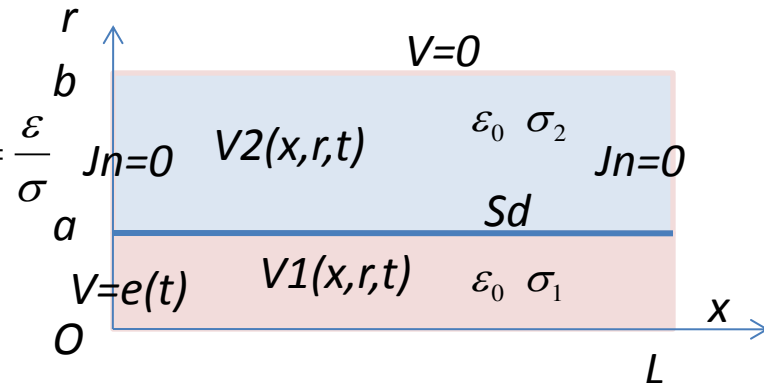 r
V=0
b
= ε/σ
Jn=0
V2(x,r,t)
ε₀ σ₂
Jn=0
Sd
a
V=e(t)
V1(x,r,t)
ε₀ σ₁
x
O
L